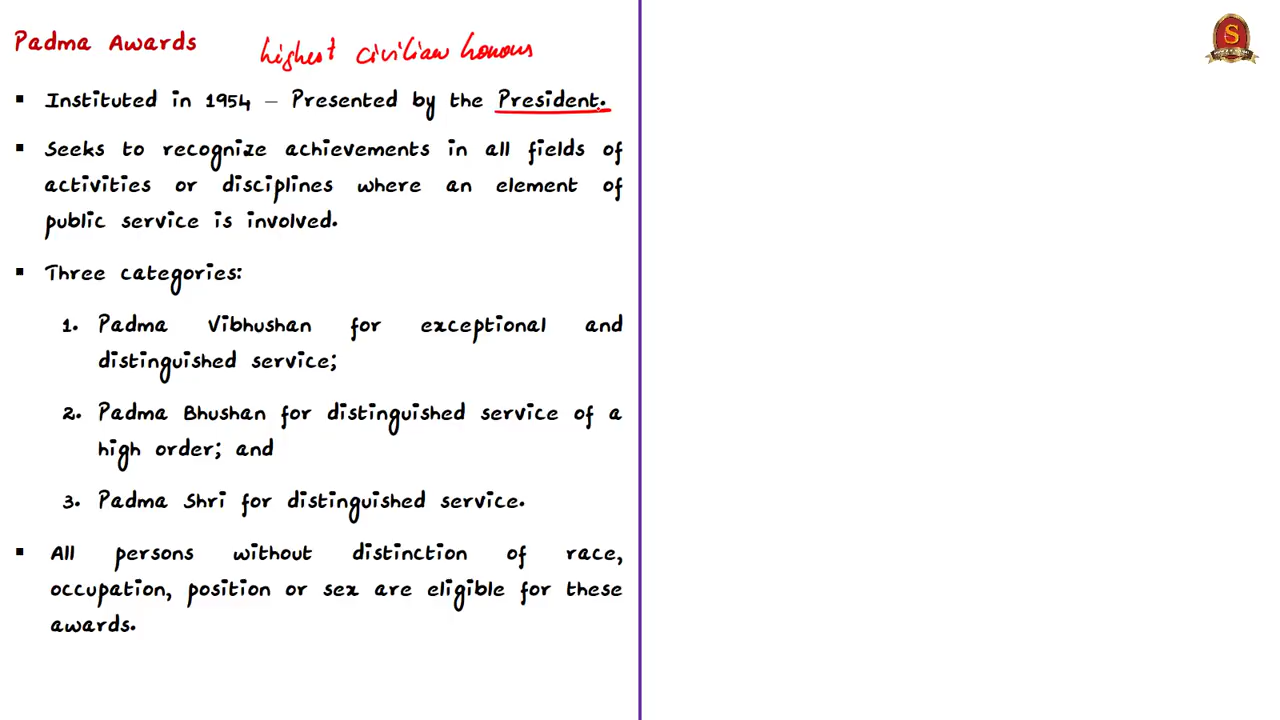 Padma Awards highest civilian honours
▪ Instituted in 1954 – Presented by the President.
▪ Seeks to recognize achievements in all fields of
activities or disciplines where an element of
public service is involved.
▪ Three categories:
1. Padma Vibhushan for exceptional and
distinguished service;
2. Padma Bhushan for distinguished service of a
high order; and
3. Padma Shri for distinguished service.
▪ All persons without distinction of race,
occupation, position or sex are eligible for these
awards.
S